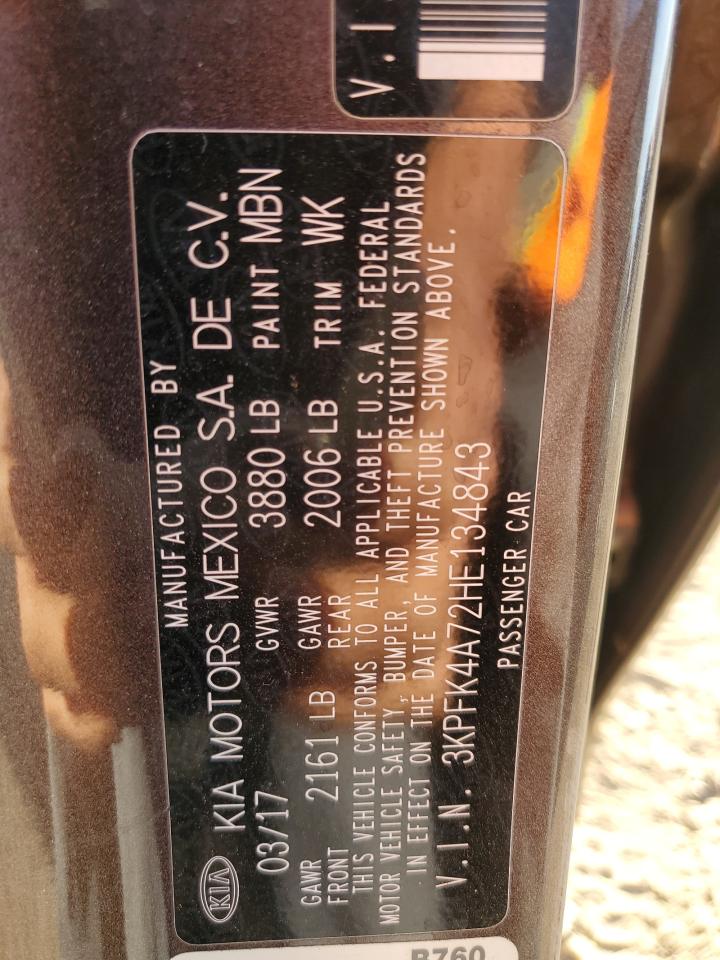 V.I
MANUFACTURED BY
KIA KIA MOTORS MEXICO S.A. DE C.V.
03/17 GVWR 3880 LB PAINT MBN
GAWR FRONT 2161 LB GAWR REAR 2006 LB TRIM WK
THIS VEHICLE CONFORMS TO ALL APPLICABLE U.S.A. FEDERAL
MOTOR VEHICLE SAFETY, BUMPER, AND THEFT PREVENTION STANDARDS
IN EFFECT ON THE DATE OF MANUFACTURE SHOWN ABOVE.
V.I.N. 3KPFK4A72HE134843
PASSENGER CAR